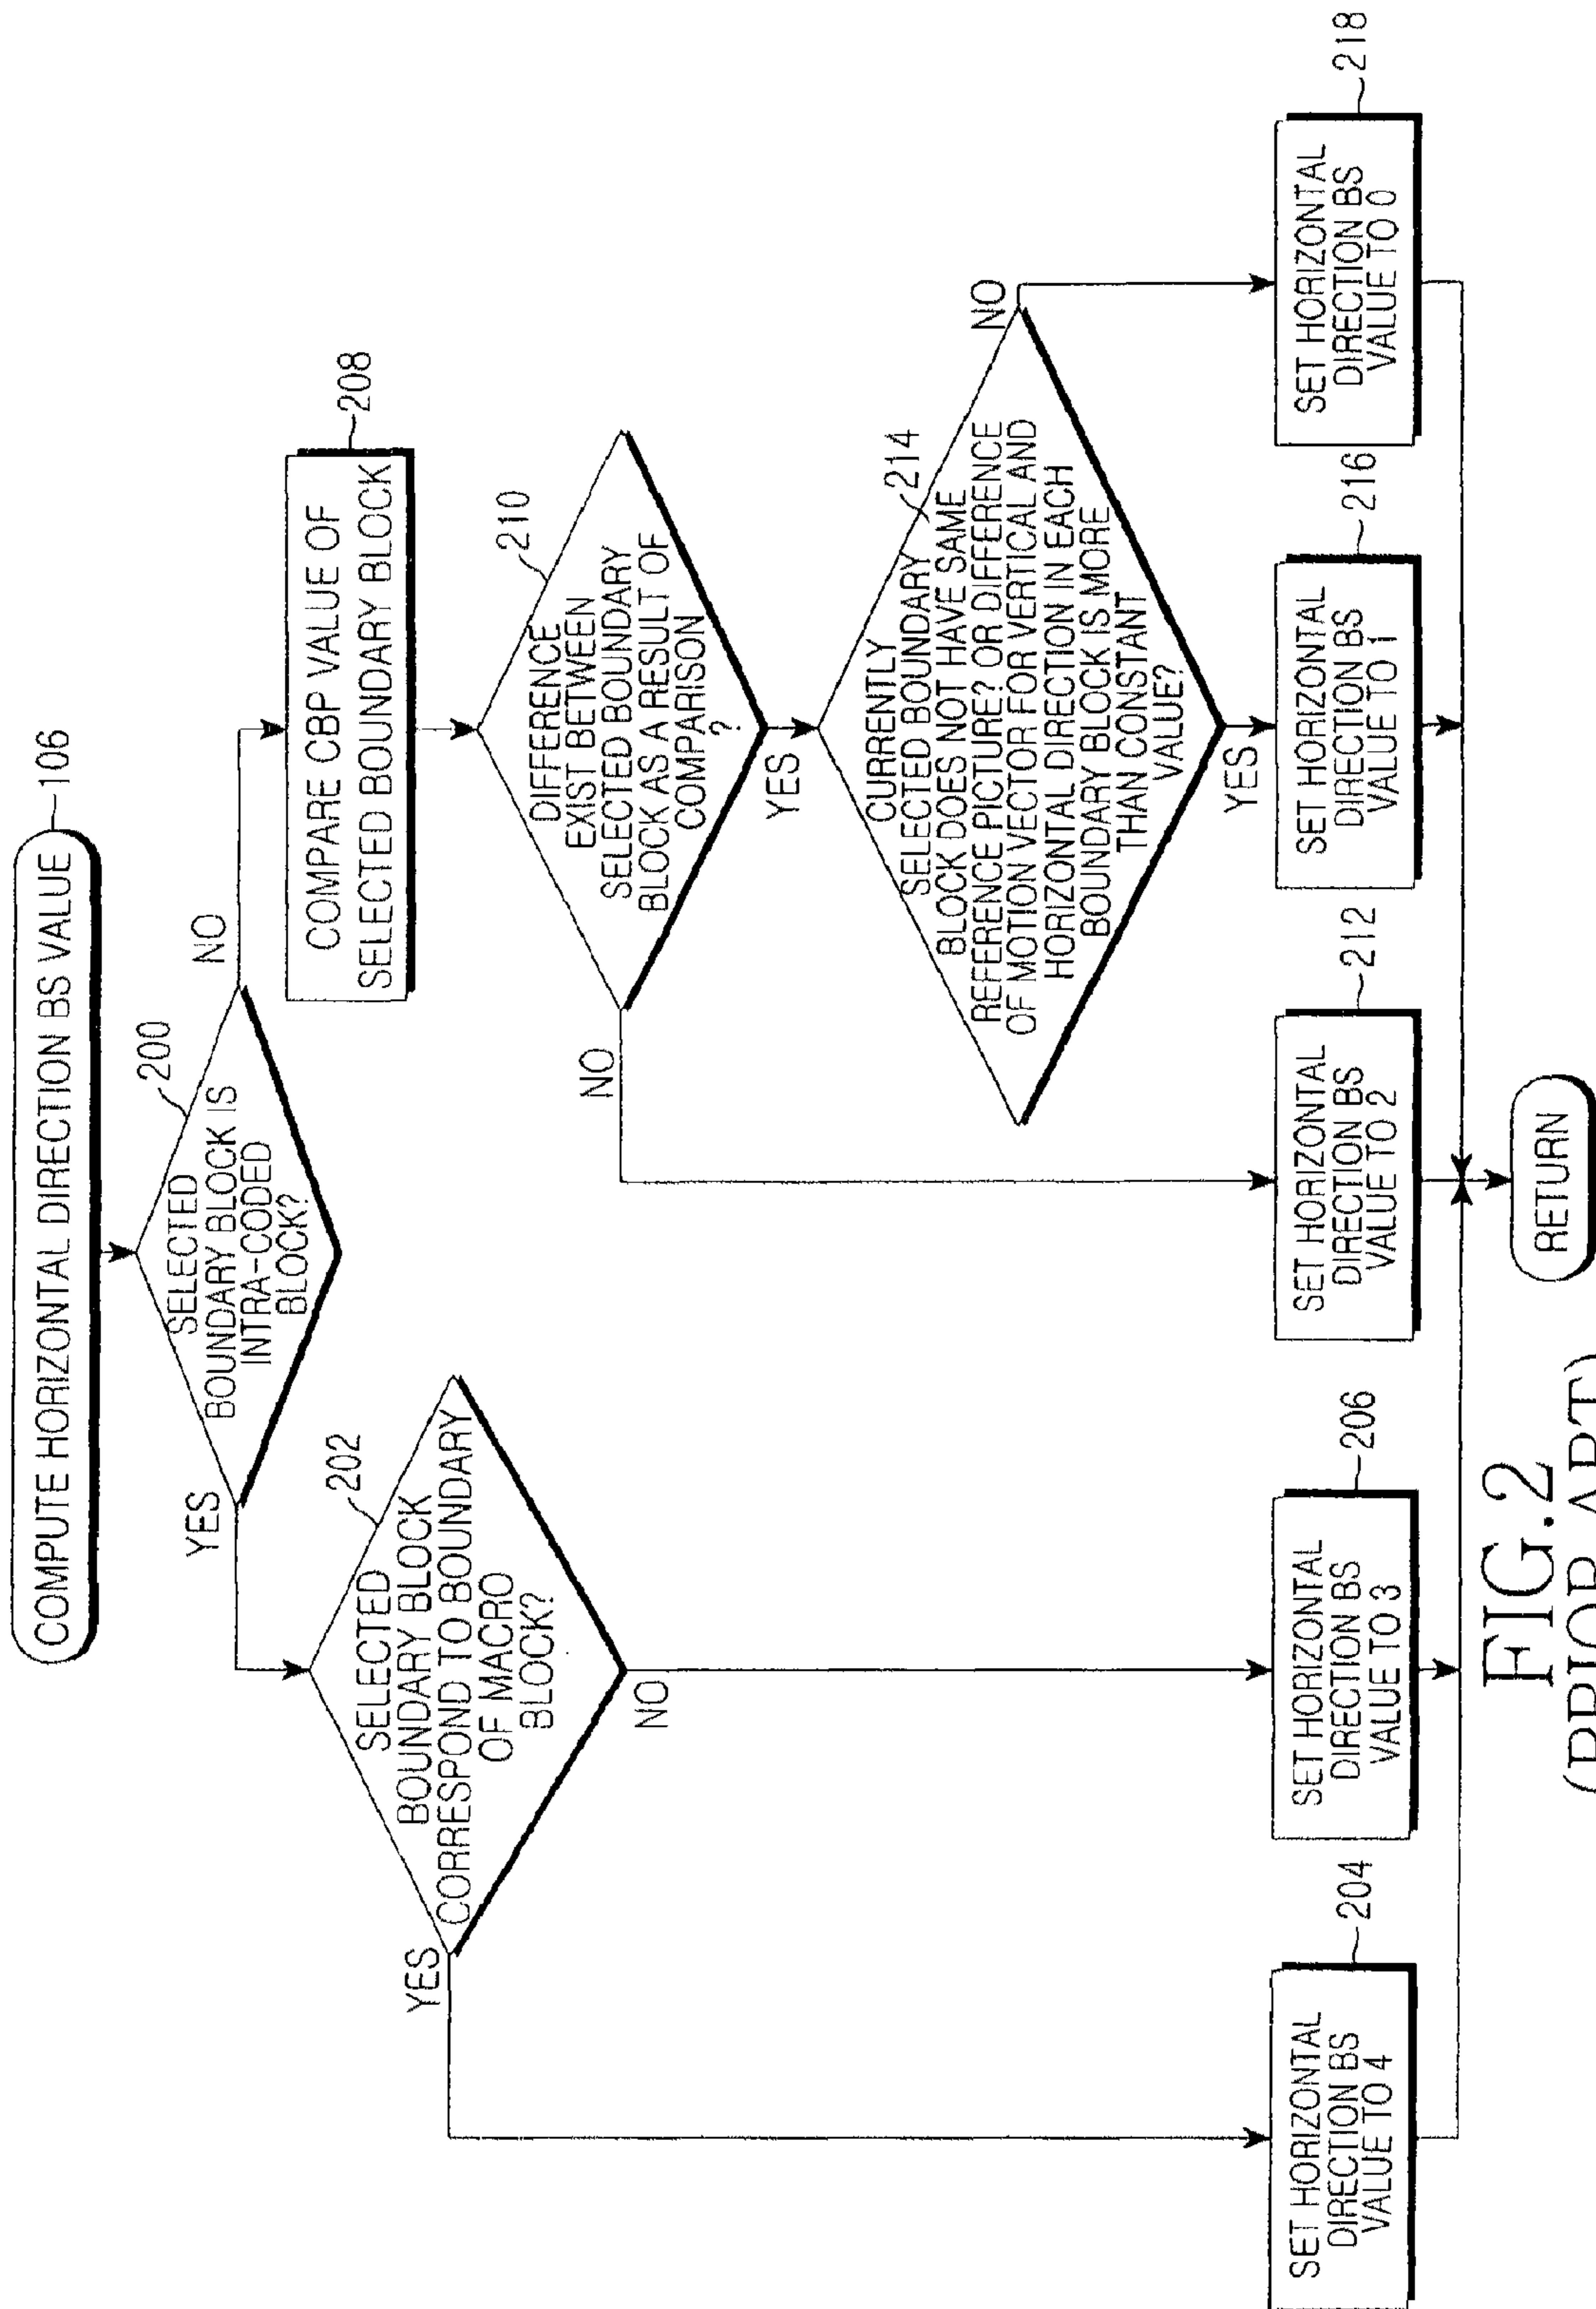 COMPUTE HORIZONTAL DIRECTION BS VALUE
106
SELECTED
BOUNDARY BLOCK IS
INTRA-CODED
BLOCK?
200
YES
NO
SELECTED
BOUNDARY BLOCK
CORRESPOND TO BOUNDARY
OF MACRO
BLOCK?
202
YES
NO
COMPARE CBP VALUE OF
SELECTED BOUNDARY BLOCK
208
DIFFERENCE
EXIST BETWEEN
SELECTED BOUNDARY
BLOCK AS A RESULT OF
COMPARISON
?
210
NO
YES
CURRENTLY
SELECTED BOUNDARY
BLOCK DOES NOT HAVE SAME
REFERENCE PICTURE? OR DIFFERENCE
OF MOTION VECTOR FOR VERTICAL AND
HORIZONTAL DIRECTION IN EACH
BOUNDARY BLOCK IS MORE
THAN CONSTANT
VALUE?
214
YES
NO
SET HORIZONTAL
DIRECTION BS
VALUE TO 4
204
SET HORIZONTAL
DIRECTION BS
VALUE TO 3
206
SET HORIZONTAL
DIRECTION BS
VALUE TO 2
212
SET HORIZONTAL
DIRECTION BS
VALUE TO 1
216
SET HORIZONTAL
DIRECTION BS
VALUE TO 0
218
RETURN
FIG.2
(PRIOR ART)